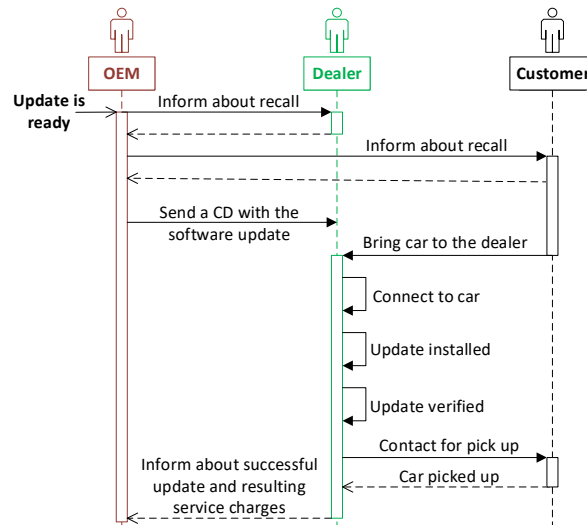 OEM
Dealer
Customer
Update is
ready
Inform about recall
Inform about recall
Send a CD with the
software update
Bring car to the dealer
Connect to car
Update installed
Update verified
Contact for pick up
Car picked up
Inform about successful
update and resulting
service charges